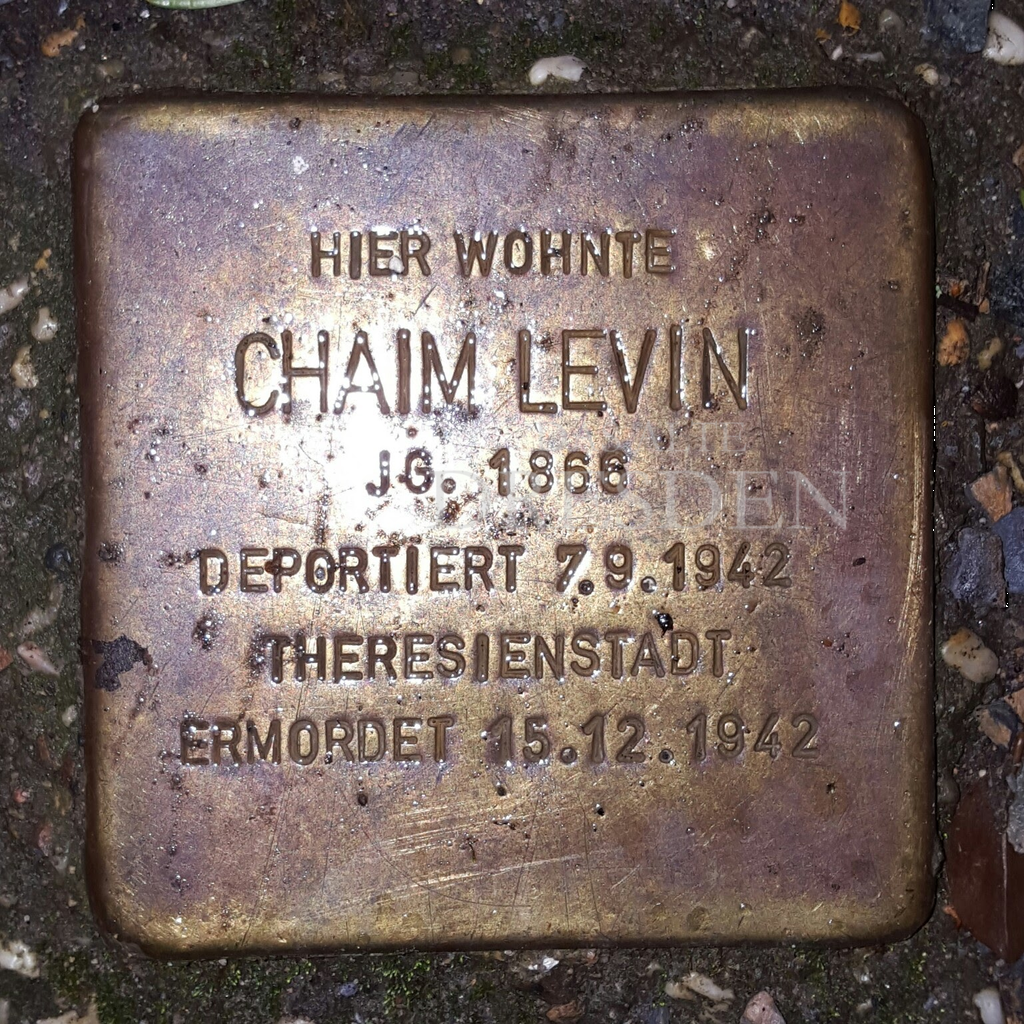 HIER WOHNTE
CHAIM LEVIN
JG. 1866
DEPORTIERT 7.9.1942
THERESIENSTADT
ERMORDET 15.12.1942